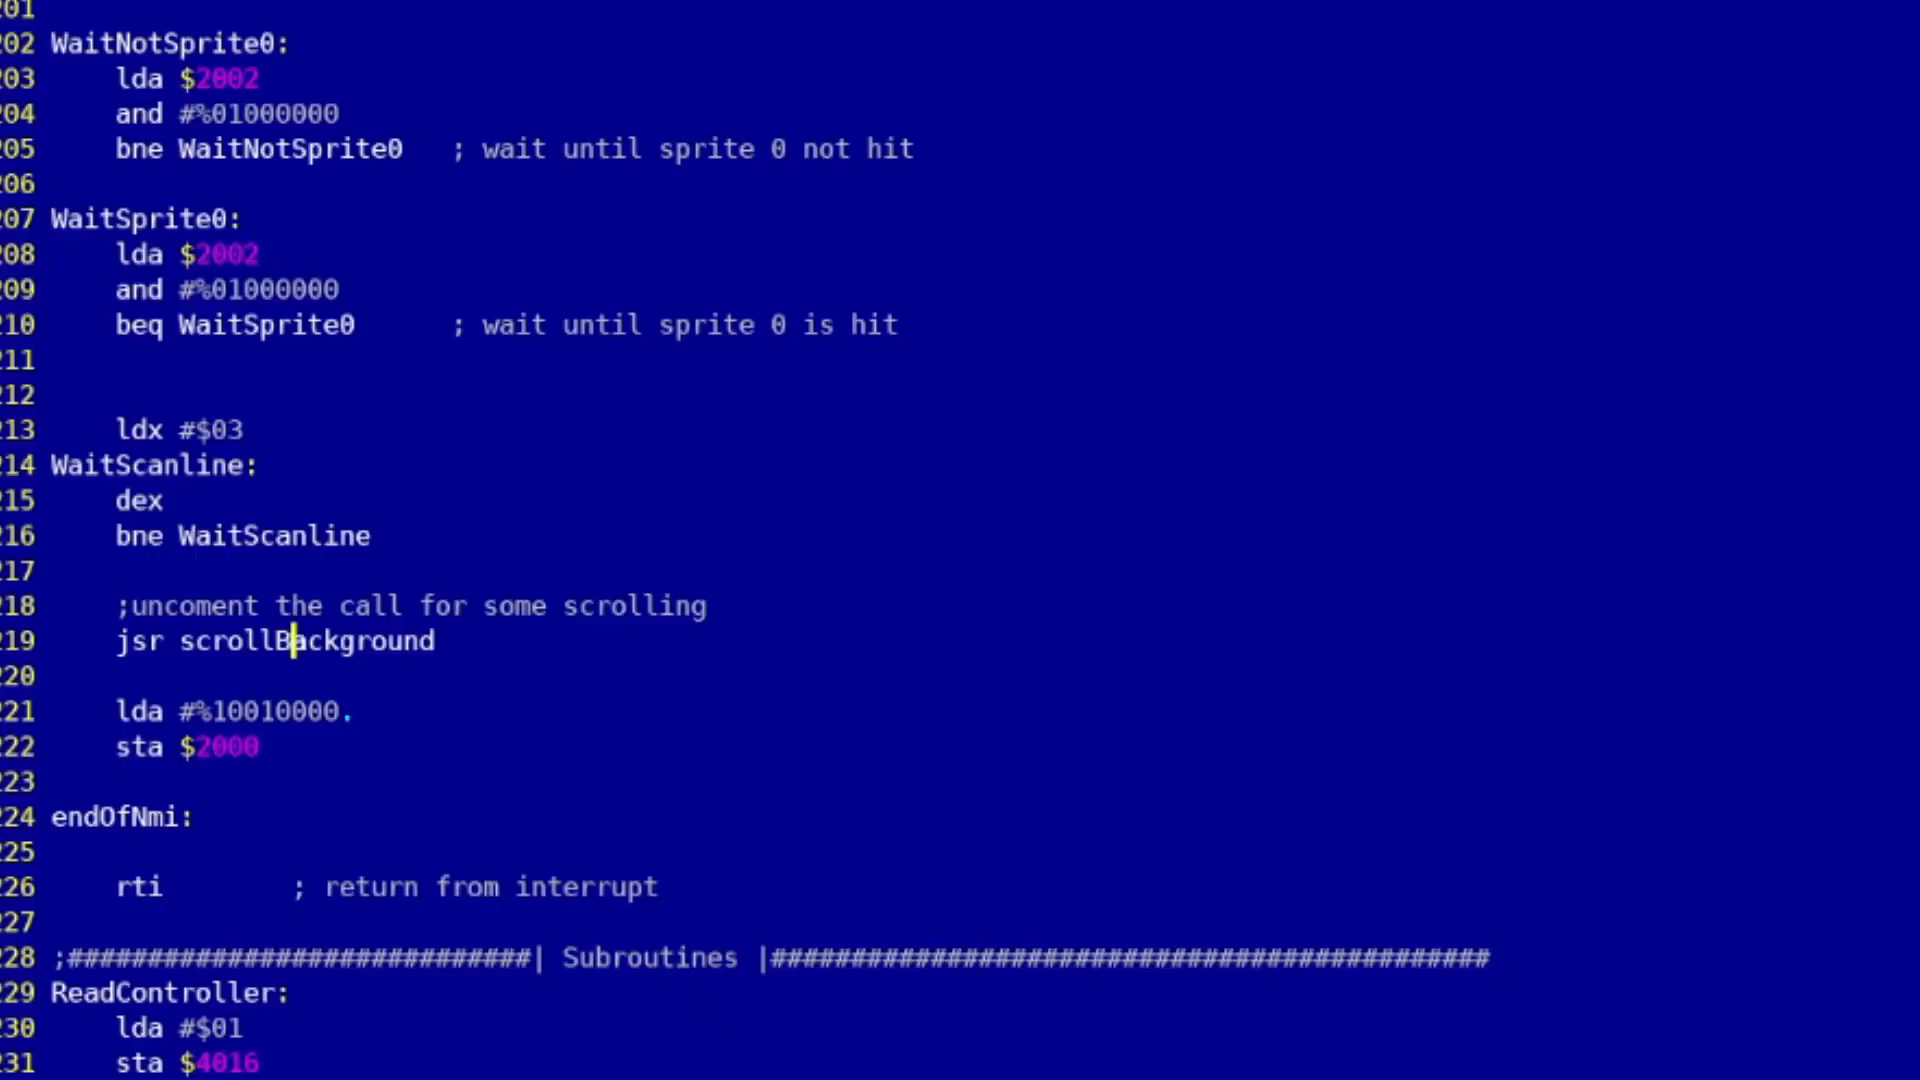 201
202 WaitNotSprite0:
203 lda $2002
204 and #%01000000
205 bne WaitNotSprite0 ; wait until sprite 0 not hit
206
207 WaitSprite0:
208 lda $2002
209 and #%01000000
210 beq WaitSprite0 ; wait until sprite 0 is hit
211
212
213 ldx #$03
214 WaitScanline:
215 dex
216 bne WaitScanline
217
218 ;uncoment the call for some scrolling
219 jsr scrollBackground
220
221 lda #%10010000.
222 sta $2000
223
224 endOfNmi:
225
226 rti ; return from interrupt
227
228 ;#############################| Subroutines |#############################################
229 ReadController:
230 lda #$01
231 sta $4016